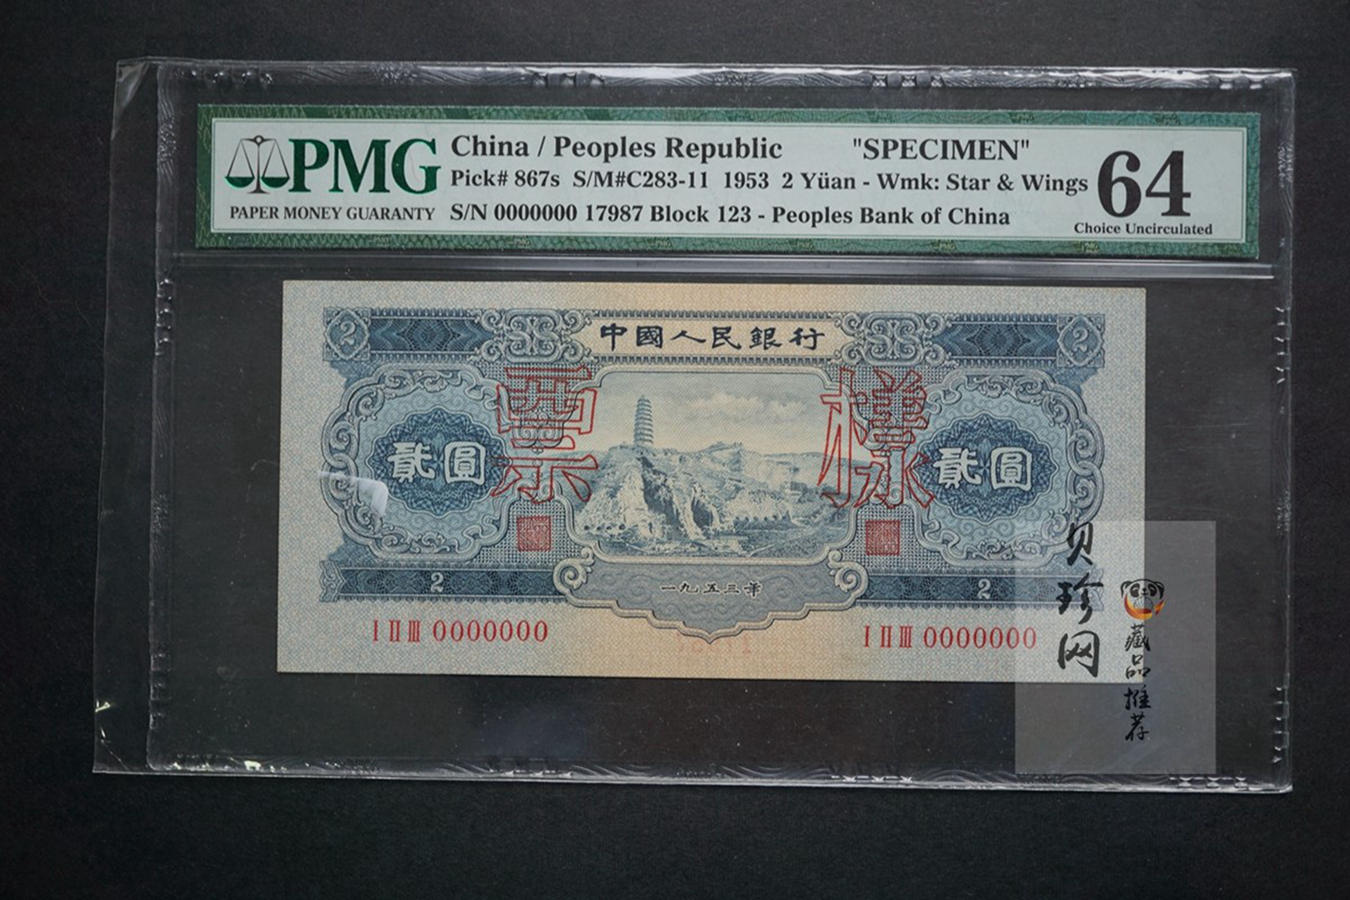 PMG
PAPER MONEY GUARANTY
China / Peoples Republic "SPECIMEN"
Pick# 867s S/M#C283-11 1953 2 Yüan - Wmk: Star & Wings
S/N 0000000 17987 Block 123 - Peoples Bank of China
64
Choice Uncirculated
2 中國人民銀行 2
票 樣
貳圓 貳圓
2 一九五三年 2
I II III 0000000 I II III 0000000
贝珍网
藏品推荐